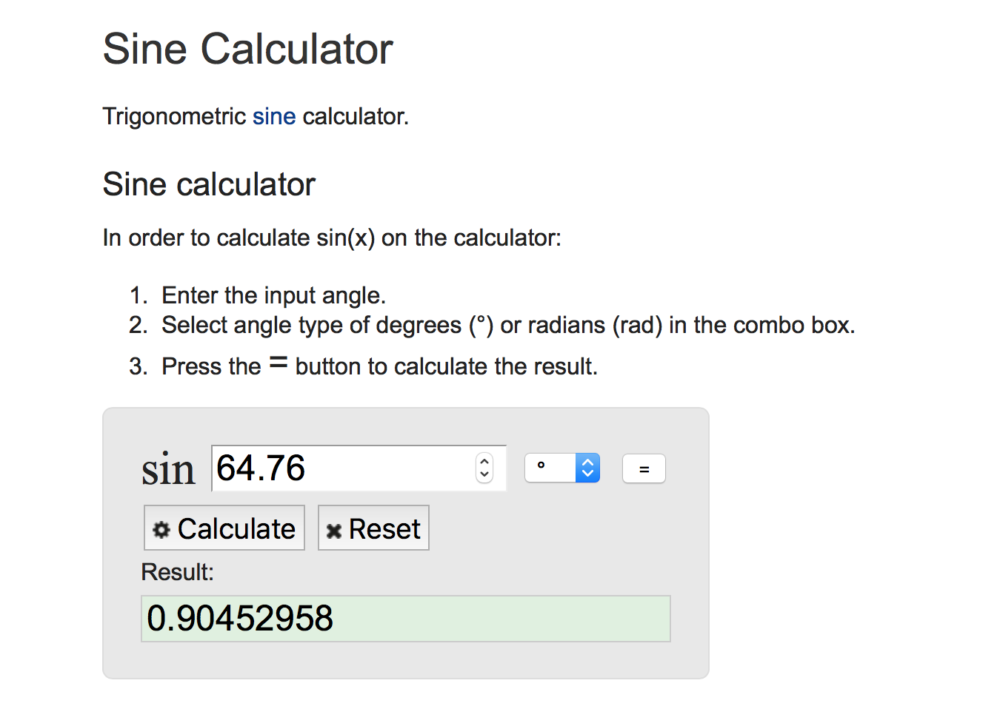 Sine Calculator
Trigonometric sine calculator.
Sine calculator
In order to calculate sin(x) on the calculator:
1. Enter the input angle.
2. Select angle type of degrees (°) or radians (rad) in the combo box.
3. Press the = button to calculate the result.
sin 64.76 ° =
Calculate Reset
Result:
0.90452958